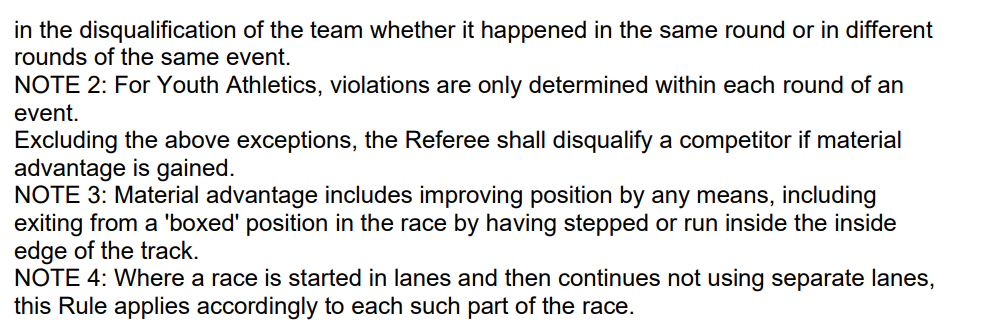 in the disqualification of the team whether it happened in the same round or in different
rounds of the same event.
NOTE 2: For Youth Athletics, violations are only determined within each round of an
event.
Excluding the above exceptions, the Referee shall disqualify a competitor if material
advantage is gained.
NOTE 3: Material advantage includes improving position by any means, including
exiting from a 'boxed' position in the race by having stepped or run inside the inside
edge of the track.
NOTE 4: Where a race is started in lanes and then continues not using separate lanes,
this Rule applies accordingly to each such part of the race.